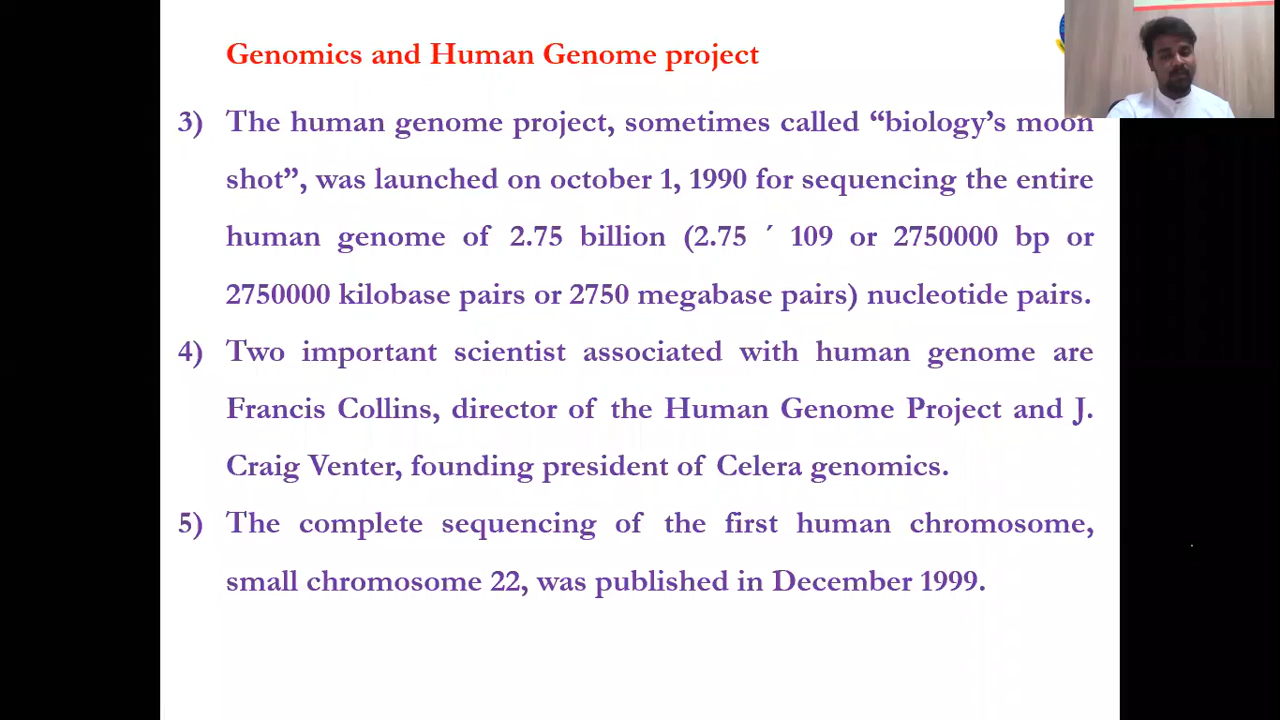 Genomics and Human Genome project
3) The human genome project, sometimes called “biology’s moon
shot”, was launched on october 1, 1990 for sequencing the entire
human genome of 2.75 billion (2.75 ´ 109 or 2750000 bp or
2750000 kilobase pairs or 2750 megabase pairs) nucleotide pairs.
4) Two important scientist associated with human genome are
Francis Collins, director of the Human Genome Project and J.
Craig Venter, founding president of Celera genomics.
5) The complete sequencing of the first human chromosome,
small chromosome 22, was published in December 1999.